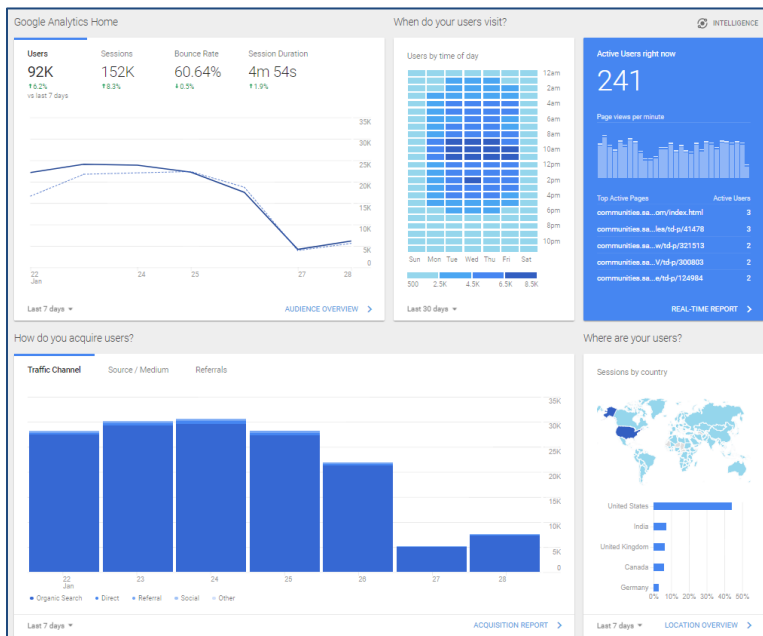 Google Analytics Home
Users Sessions Bounce Rate Session Duration
92K 152K 60.64% 4m 54s
↑6.2% ↑8.3% ↓0.5% ↑1.9%
vs last 7 days
35K
30K
25K
20K
15K
10K
5K
0
22 24 25 27 28
Jan
Last 7 days ▼ AUDIENCE OVERVIEW >
When do your users visit?
Users by time of day
12am
2am
4am
6am
8am
10am
12pm
2pm
4pm
6pm
8pm
10pm
Sun Mon Tue Wed Thu Fri Sat
500 2.5K 4.5K 6.5K 8.5K
Last 30 days ▼
INTELLIGENCE
Active Users right now
241
Page views per minute
Top Active Pages Active Users
communities.sa...om/index.html 3
communities.sa...les/td-p/41478 3
communities.sa...w/td-p/321513 2
communities.sa...V/td-p/300803 2
communities.sa...e/td-p/124984 2
REAL-TIME REPORT >
How do you acquire users?
Traffic Channel Source / Medium Referrals
35K
30K
25K
20K
15K
10K
5K
0
22 23 24 25 26 27 28
Jan
Organic Search Direct Referral Social Other
Last 7 days ▼ ACQUISITION REPORT >
Where are your users?
Sessions by country
United States
India
United Kingdom
Canada
Germany
0% 10% 20% 30% 40% 50%
Last 7 days ▼ LOCATION OVERVIEW >